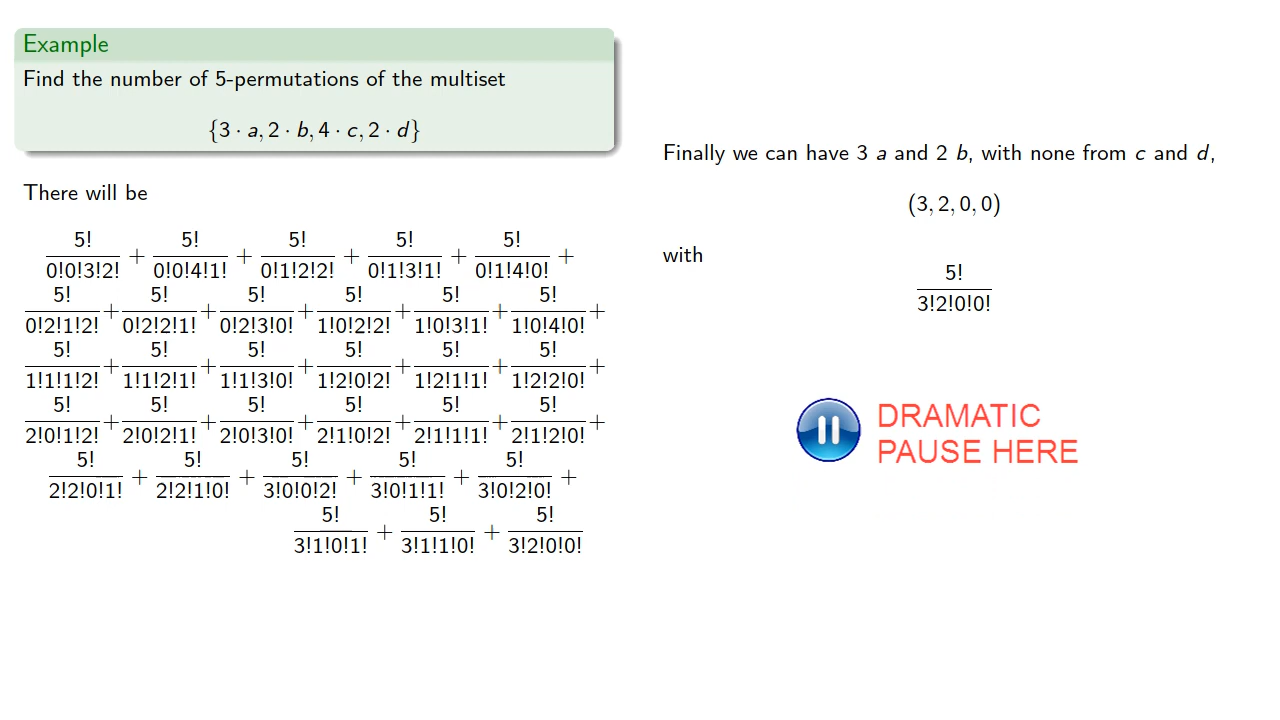 Example
Find the number of 5-permutations of the multiset
{3 · a, 2 · b, 4 · c, 2 · d}
There will be
5!/0!0!3!2! + 5!/0!0!4!1! + 5!/0!1!2!2! + 5!/0!1!3!1! + 5!/0!1!4!0! +
5!/0!2!1!2! + 5!/0!2!2!1! + 5!/0!2!3!0! + 5!/1!0!2!2! + 5!/1!0!3!1! + 5!/1!0!4!0! +
5!/1!1!1!2! + 5!/1!1!2!1! + 5!/1!1!3!0! + 5!/1!2!0!2! + 5!/1!2!1!1! + 5!/1!2!2!0! +
5!/2!0!1!2! + 5!/2!0!2!1! + 5!/2!0!3!0! + 5!/2!1!0!2! + 5!/2!1!1!1! + 5!/2!1!2!0! +
5!/2!2!0!1! + 5!/2!2!1!0! + 5!/3!0!0!2! + 5!/3!0!1!1! + 5!/3!0!2!0! +
5!/3!1!0!1! + 5!/3!1!1!0! + 5!/3!2!0!0!
Finally we can have 3 a and 2 b, with none from c and d,
(3, 2, 0, 0)
with
5!/3!2!0!0!
DRAMATIC
PAUSE HERE